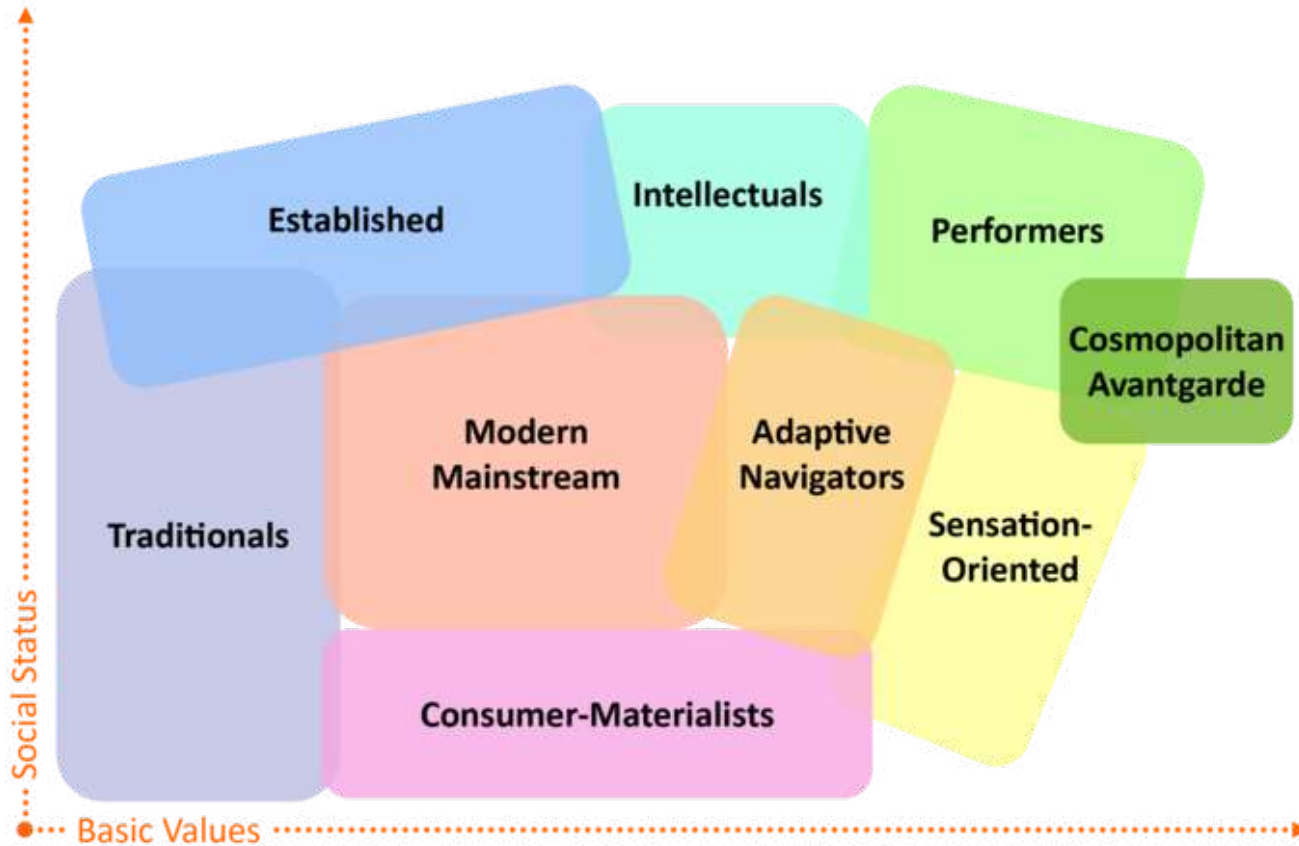 Established
Intellectuals
Performers
Cosmopolitan
Avantgarde
Modern
Mainstream
Adaptive
Navigators
Traditionals
Sensation-
Oriented
Consumer-Materialists
Social Status
Basic Values